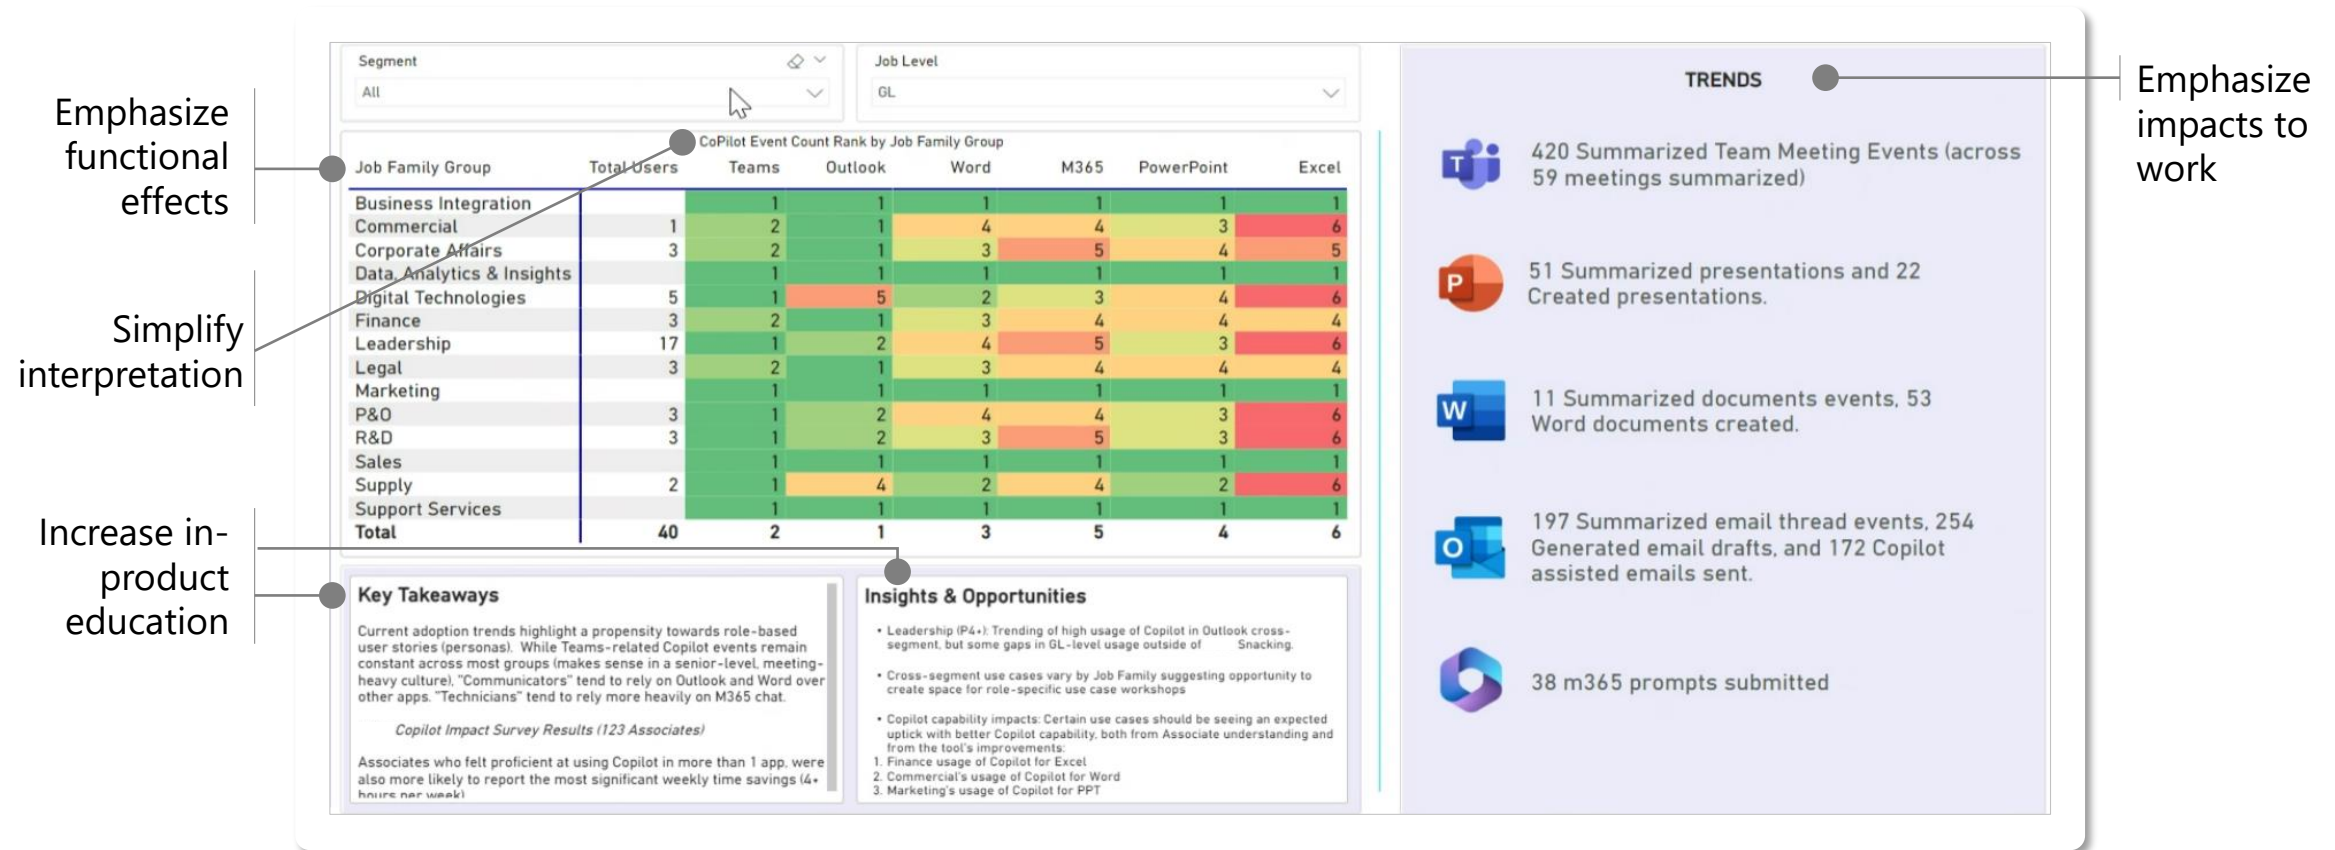 Emphasize
functional
effects
Simplify
interpretation
Increase in-
product
education
Segment
All
Job Level
GL
CoPilot Event Count Rank by Job Family Group
Job Family Group Total Users Teams Outlook Word M365 PowerPoint Excel
Business Integration 1 1 1 1 1 1
Commercial 1 2 1 4 4 3 6
Corporate Affairs 3 2 1 3 5 4 5
Data, Analytics & Insights 1 1 1 1 1 1
Digital Technologies 5 1 5 2 3 4 6
Finance 3 2 1 3 4 4 4
Leadership 17 1 2 4 5 3 6
Legal 3 2 1 3 4 4 4
Marketing 1 1 1 1 1 1
P&O 3 1 2 4 4 3 6
R&D 3 1 2 3 5 3 6
Sales 1 1 1 1 1 1
Supply 2 1 4 2 4 2 6
Support Services 1 1 1 1 1 1
Total 40 2 1 3 5 4 6
Key Takeaways
Current adoption trends highlight a propensity towards role-based
user stories (personas). While Teams-related Copilot events remain
constant across most groups (makes sense in a senior-level, meeting-
heavy culture), "Communicators" tend to rely on Outlook and Word over
other apps. "Technicians" tend to rely more heavily on M365 chat.
Copilot Impact Survey Results (123 Associates)
Associates who felt proficient at using Copilot in more than 1 app, were
also more likely to report the most significant weekly time savings (4+
hours per week)
Insights & Opportunities
• Leadership (P4+): Trending of high usage of Copilot in Outlook cross-
segment, but some gaps in GL-level usage outside of Snacking.
• Cross-segment use cases vary by Job Family suggesting opportunity to
create space for role-specific use case workshops
• Copilot capability impacts: Certain use cases should be seeing an expected
uptick with better Copilot capability, both from Associate understanding and
from the tool's improvements:
1. Finance usage of Copilot for Excel
2. Commercial's usage of Copilot for Word
3. Marketing's usage of Copilot for PPT
TRENDS
T
420 Summarized Team Meeting Events (across
59 meetings summarized)
P
51 Summarized presentations and 22
Created presentations.
W
11 Summarized documents events, 53
Word documents created.
O
197 Summarized email thread events, 254
Generated email drafts, and 172 Copilot
assisted emails sent.
38 m365 prompts submitted
Emphasize
impacts to
work